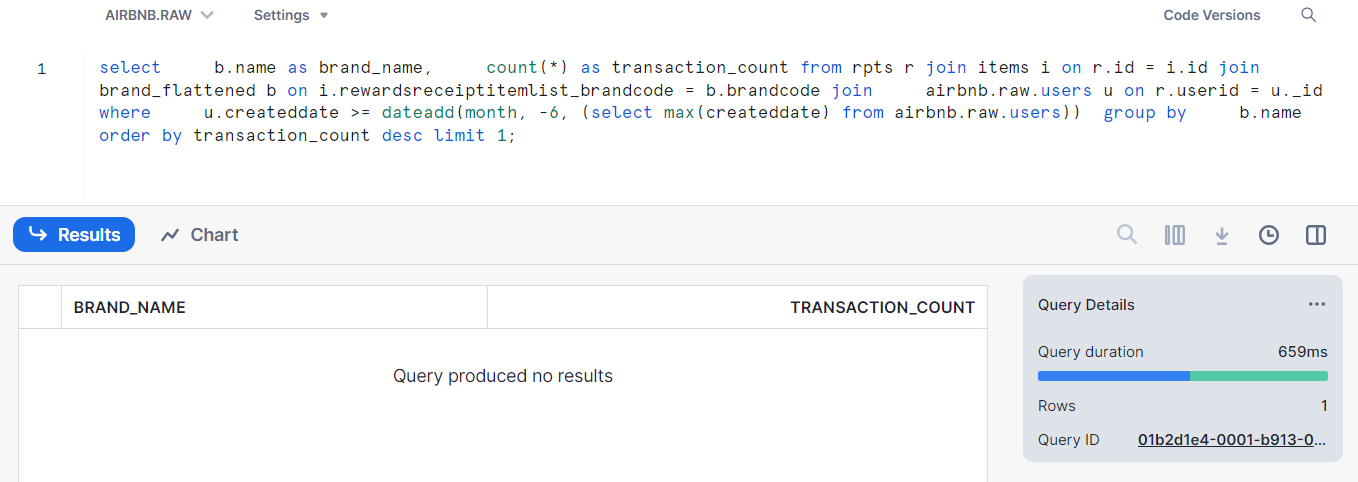 AIRBNB.RAW Settings Code Versions
1 select b.name as brand_name, count(*) as transaction_count from rpts r join items i on r.id = i.id join
brand_flattened b on i.rewardsreceiptitemlist_brandcode = b.brandcode join airbnb.raw.users u on r.userid = u._id
where u.createddate >= dateadd(month, -6, (select max(createddate) from airbnb.raw.users)) group by b.name
order by transaction_count desc limit 1;
Results Chart
BRAND_NAME TRANSACTION_COUNT
Query produced no results
Query Details ...
Query duration 659ms
Rows 1
Query ID 01b2d1e4-0001-b913-0...